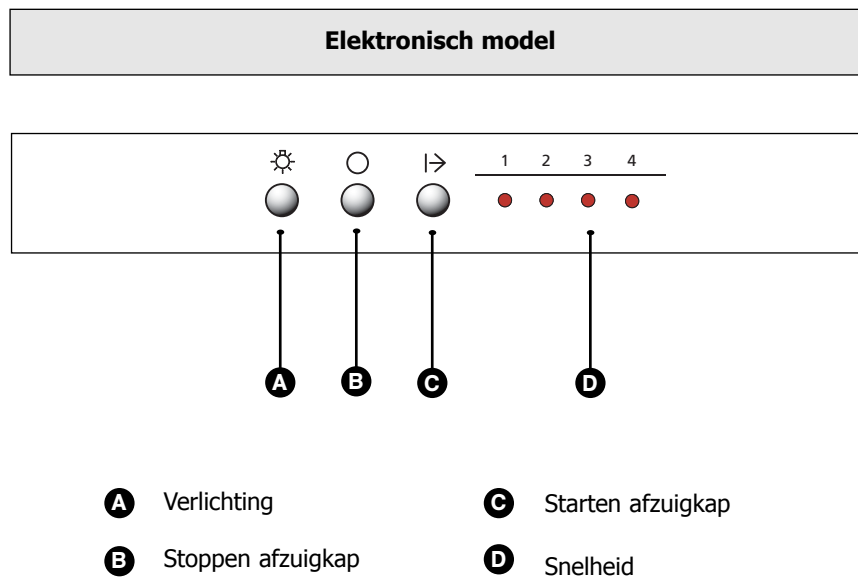 Elektronisch model
1 2 3 4
A B C D
A Verlichting
B Stoppen afzuigkap
C Starten afzuigkap
D Snelheid